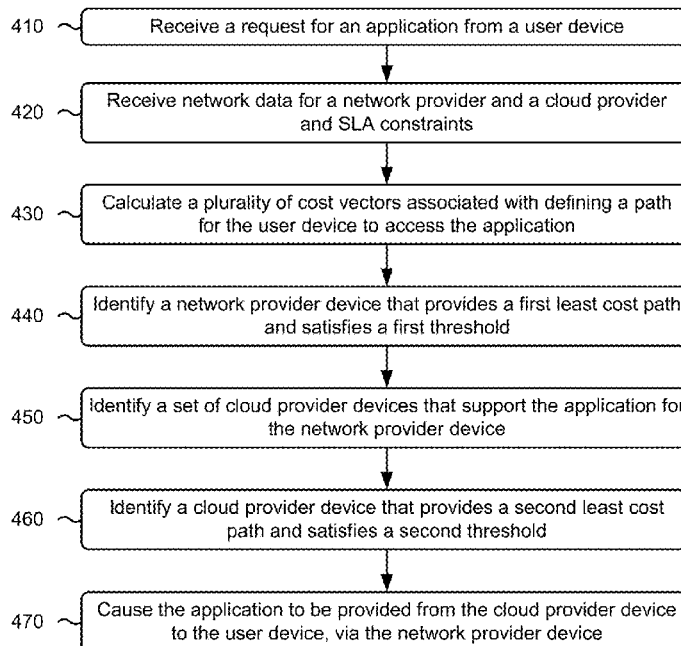 410
Receive a request for an application from a user device
420
Receive network data for a network provider and a cloud provider
and SLA constraints
430
Calculate a plurality of cost vectors associated with defining a path
for the user device to access the application
440
Identify a network provider device that provides a first least cost path
and satisfies a first threshold
450
Identify a set of cloud provider devices that support the application for
the network provider device
460
Identify a cloud provider device that provides a second least cost
path and satisfies a second threshold
470
Cause the application to be provided from the cloud provider device
to the user device, via the network provider device